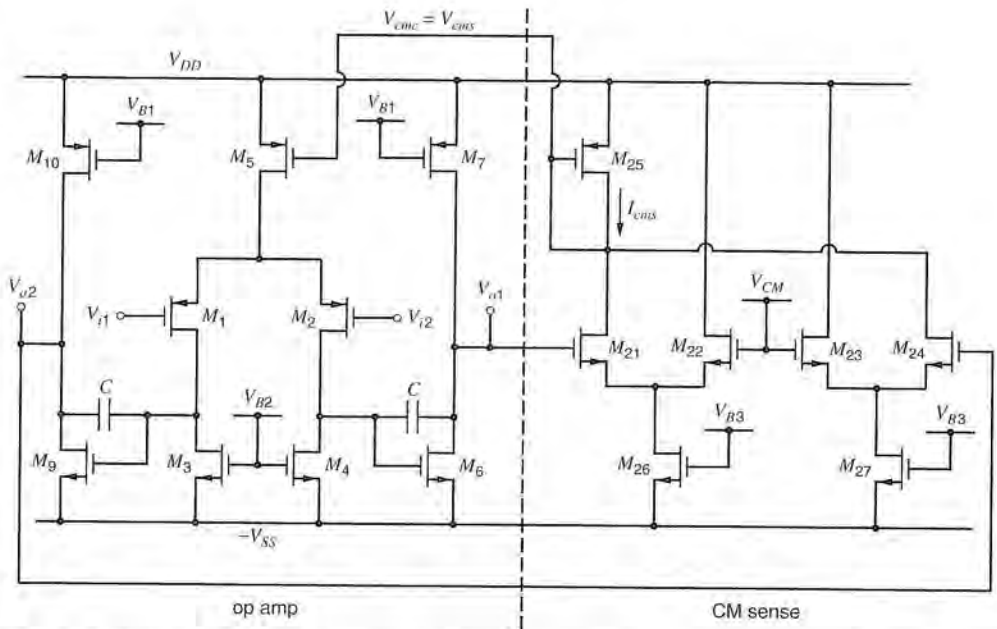 V_cmc = V_cms
V_DD
V_B1
V_B1
M_10
M_5
M_7
M_25
I_cms
V_o2
V_i1
M_1
M_2
V_i2
V_o1
V_CM
M_21
M_22
M_23
M_24
C
V_B2
C
V_B3
V_B3
M_9
M_3
M_4
M_6
M_26
M_27
−V_SS
op amp
CM sense